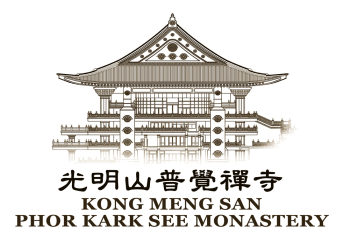 光明山普覺禪寺
KONG MENG SAN
PHOR KARK SEE MONASTERY